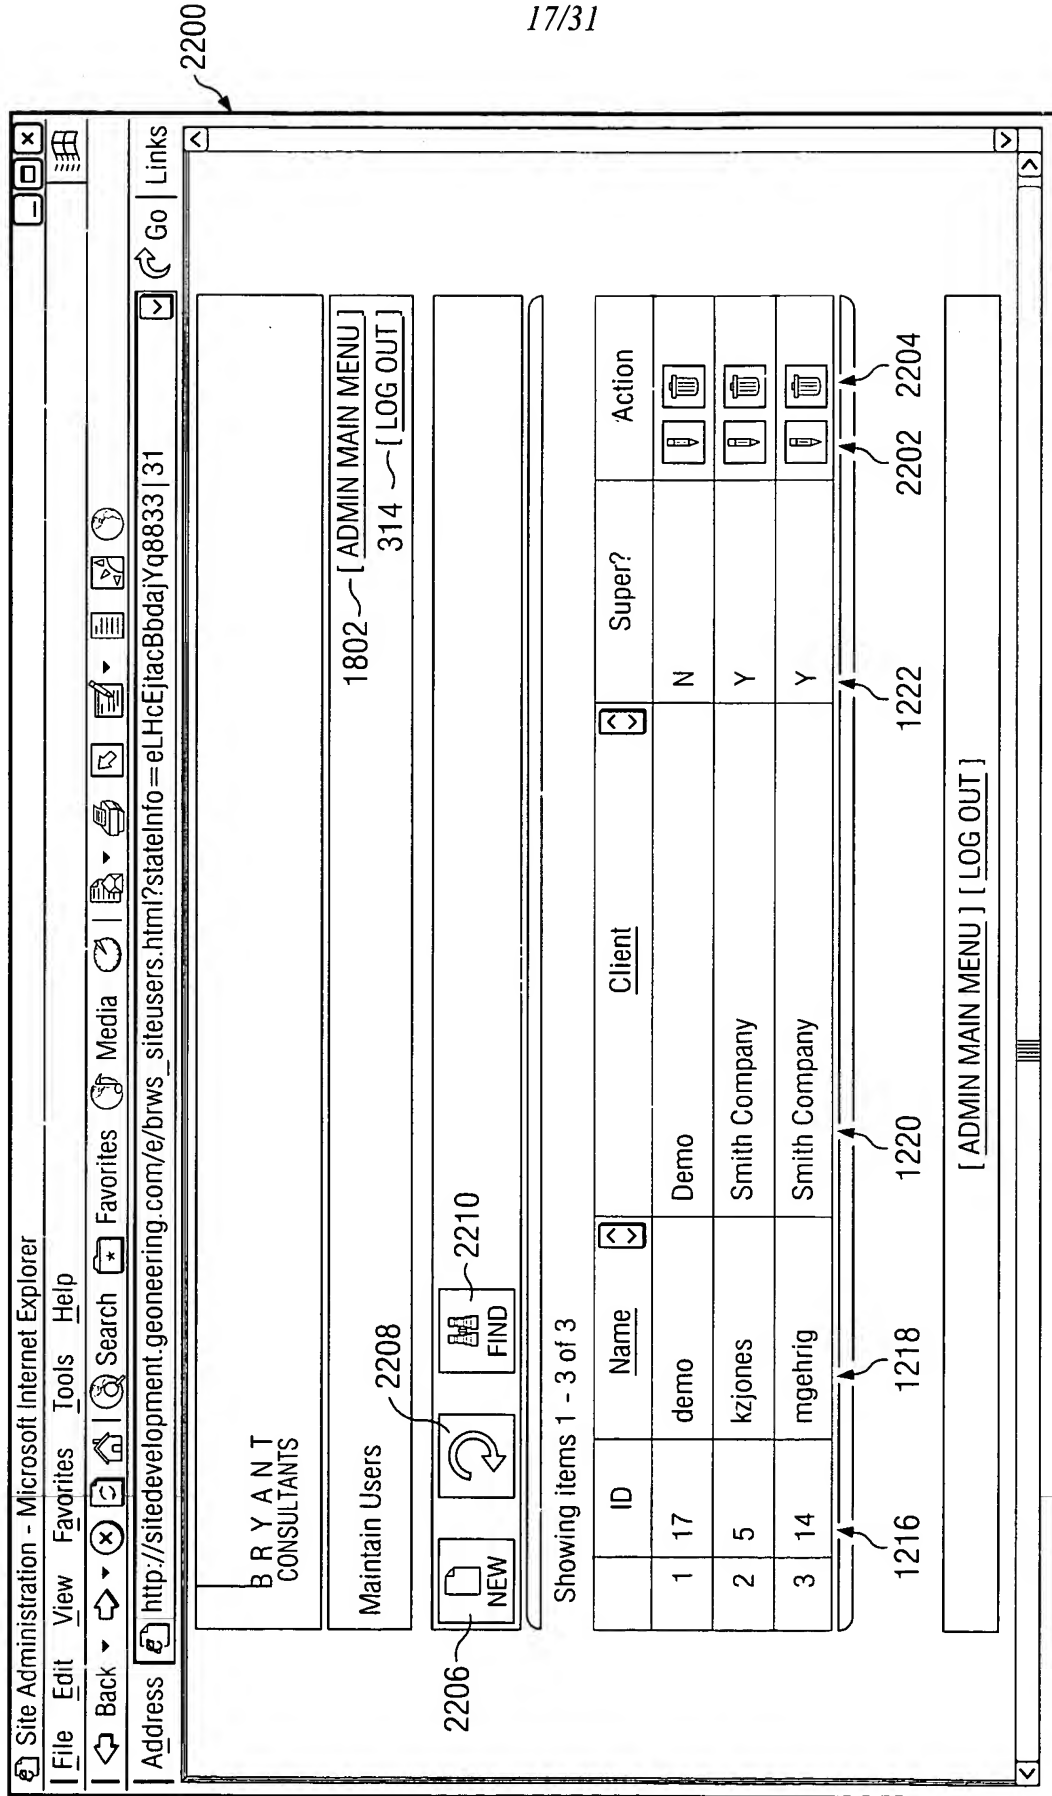 17/31
2200
Site Administration - Microsoft Internet Explorer
File Edit View Favorites Tools Help
Back Search Favorites Media
Address http://sitedevelopment.geoneering.com/e/brws_siteusers.html?stateInfo=eLHcEjtacBbdajYq8833|31 Go Links
BRYANT
CONSULTANTS
Maintain Users
1802 [ ADMIN MAIN MENU ]
314 [ LOG OUT ]
2206 NEW 2208 FIND 2210
Showing items 1 - 3 of 3
ID Name Client Super? Action
1 17 demo Demo N
2 5 kzjones Smith Company Y
3 14 mgehrig Smith Company Y
1216 1218 1220 1222 2202 2204
[ ADMIN MAIN MENU ] [ LOG OUT ]